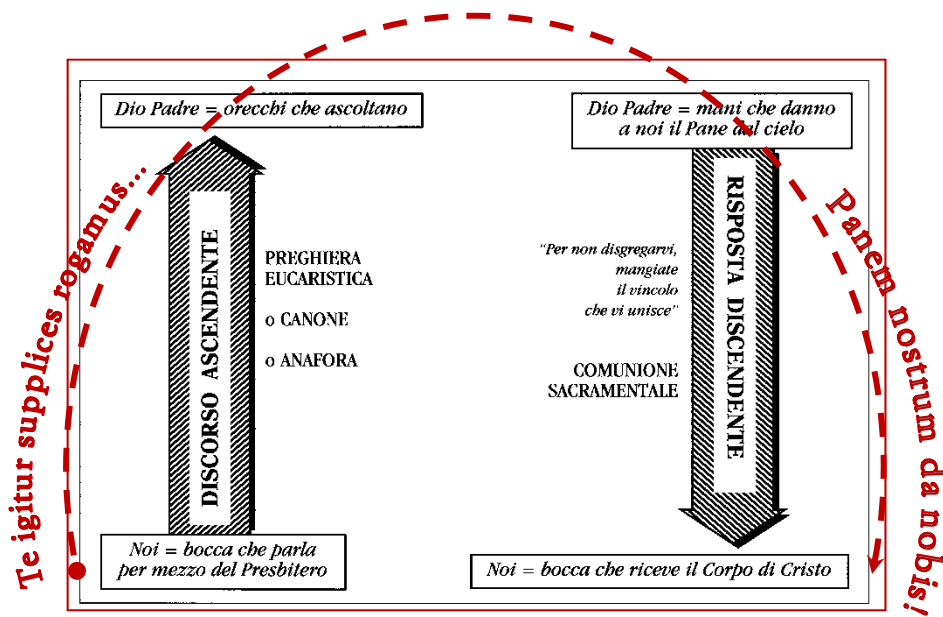 Te igitur supplices rogamus...
Dio Padre = orecchi che ascoltano
DISCORSO ASCENDENTE
PREGHIERA
EUCARISTICA
o CANONE
o ANAFORA
Noi = bocca che parla
per mezzo del Presbitero
Dio Padre = mani che danno
a noi il Pane dal cielo
RISPOSTA DISCENDENTE
"Per non disgregarvi,
mangiate
il vincolo
che vi unisce"
COMUNIONE
SACRAMENTALE
Noi = bocca che riceve il Corpo di Cristo
Panem nostrum da nobis!